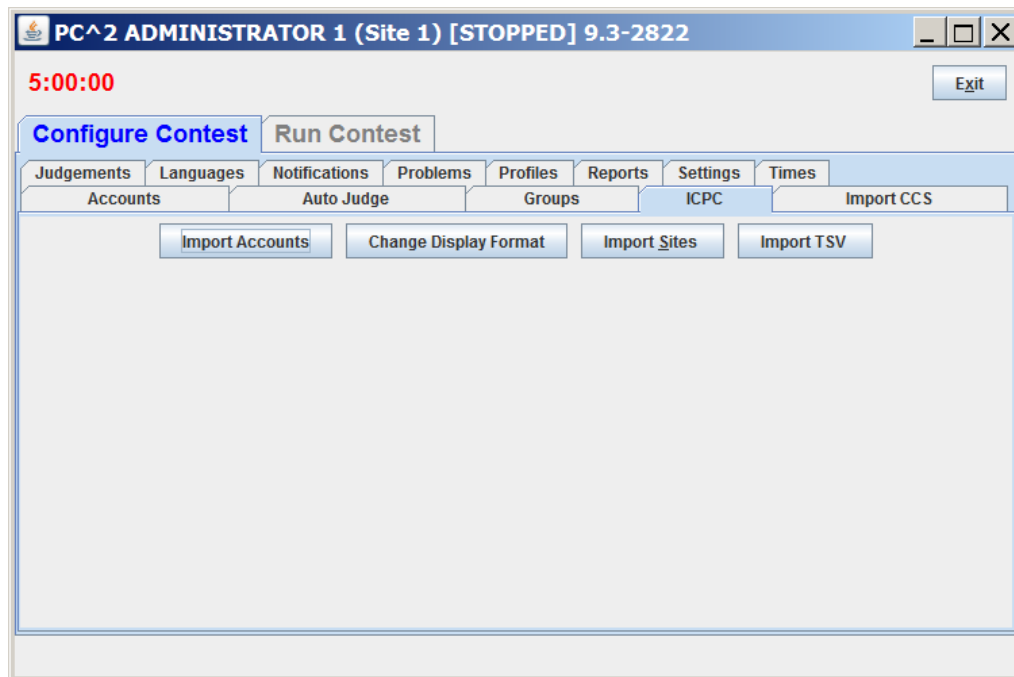 PC^2 ADMINISTRATOR 1 (Site 1) [STOPPED] 9.3-2822
5:00:00 Exit
Configure Contest Run Contest
Judgements Languages Notifications Problems Profiles Reports Settings Times
Accounts Auto Judge Groups ICPC Import CCS
Import Accounts Change Display Format Import Sites Import TSV